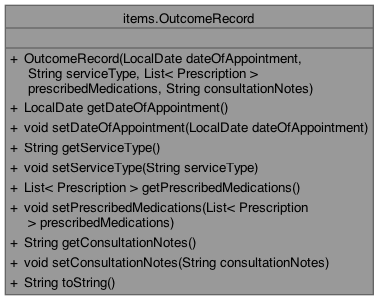 items.OutcomeRecord
+ OutcomeRecord(LocalDate dateOfAppointment,
String serviceType, List< Prescription >
prescribedMedications, String consultationNotes)
+ LocalDate getDateOfAppointment()
+ void setDateOfAppointment(LocalDate dateOfAppointment)
+ String getServiceType()
+ void setServiceType(String serviceType)
+ List< Prescription > getPrescribedMedications()
+ void setPrescribedMedications(List< Prescription
> prescribedMedications)
+ String getConsultationNotes()
+ void setConsultationNotes(String consultationNotes)
+ String toString()